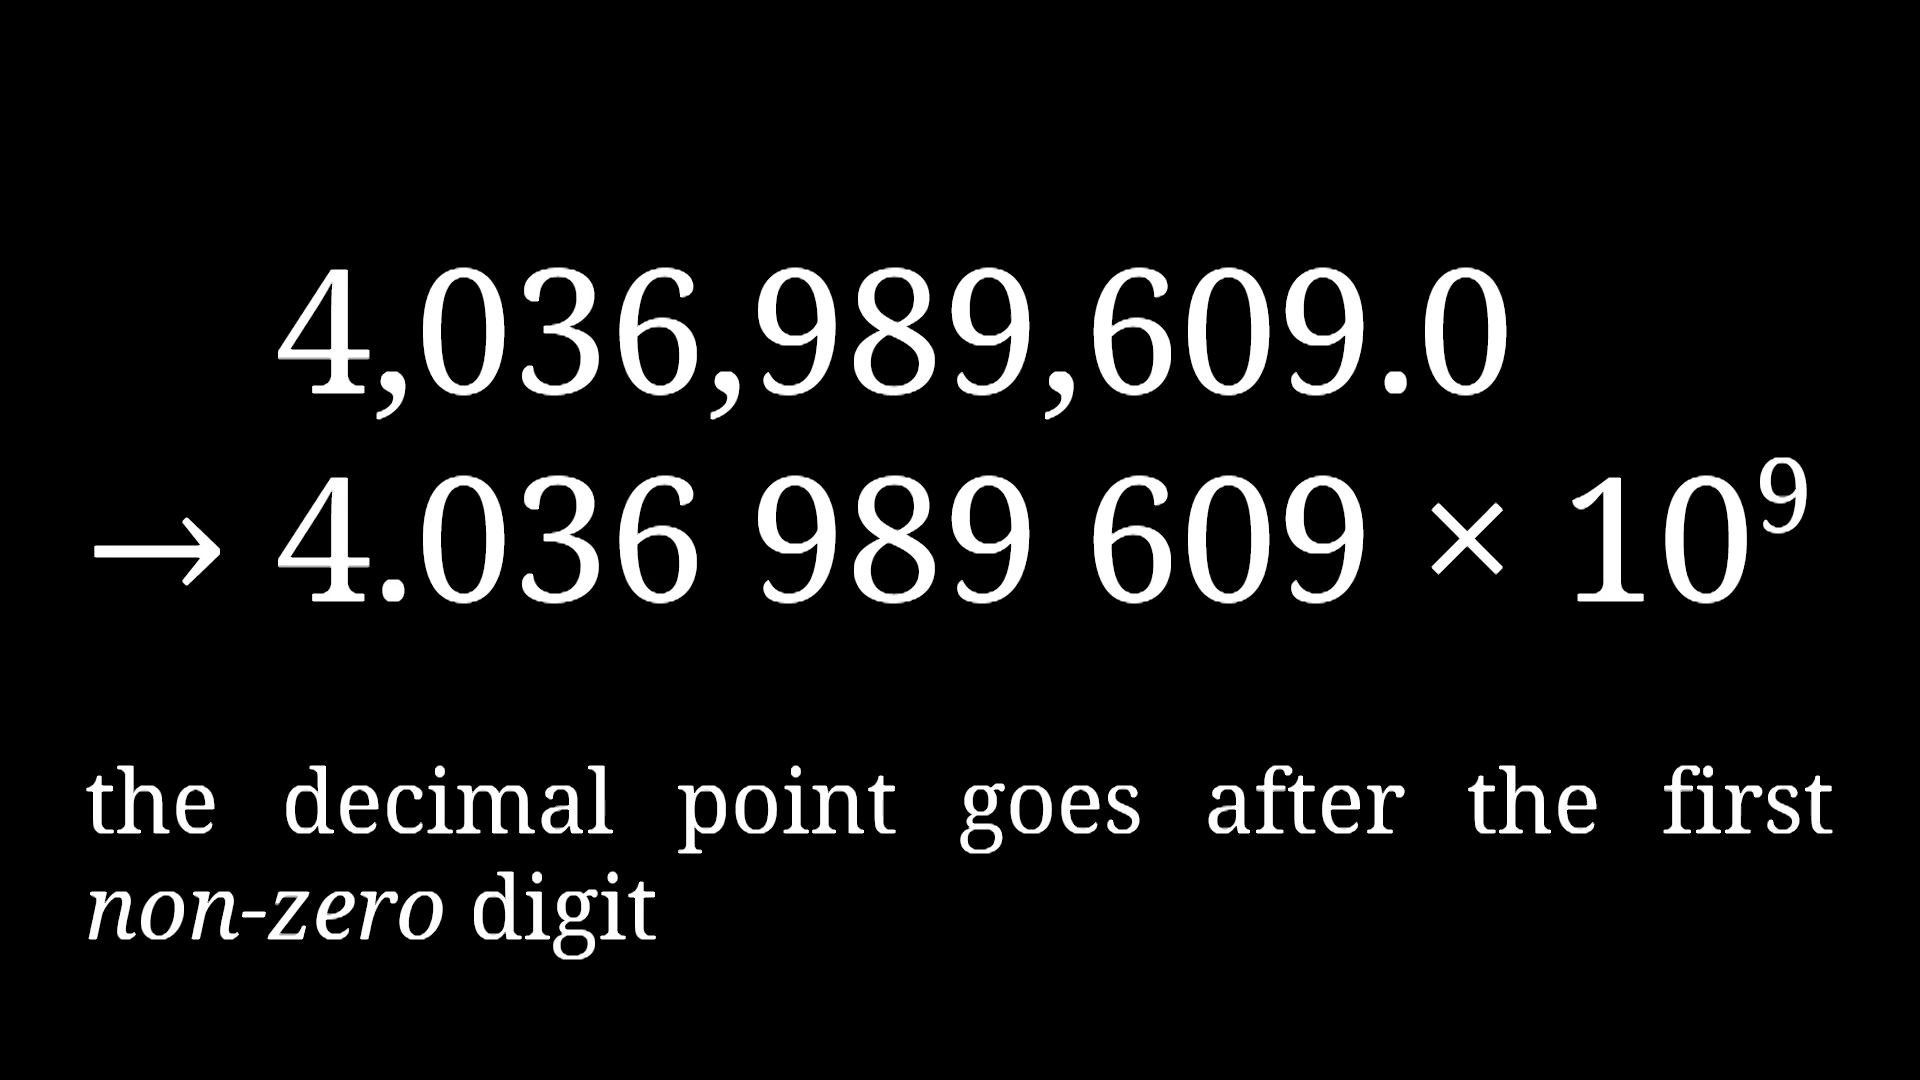 4,036,989,609.0
→ 4.036 989 609 × 10⁹
the decimal point goes after the first
non-zero digit